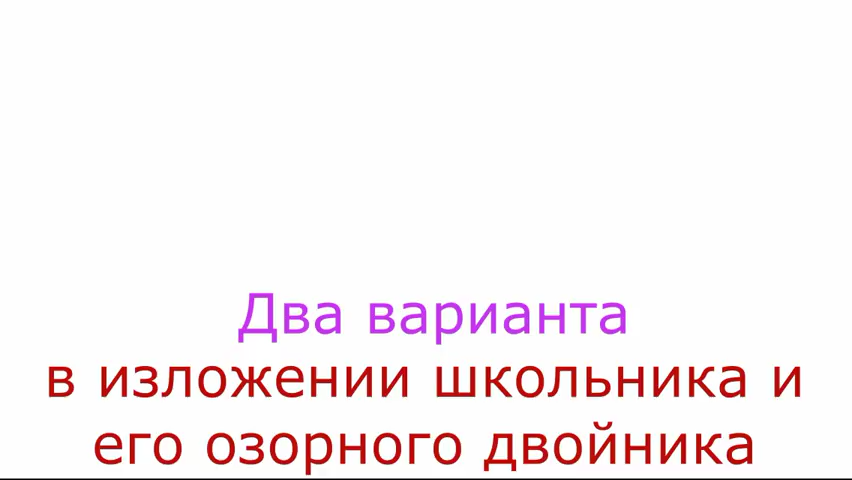 Два варианта
в изложении школьника и
его озорного двойника